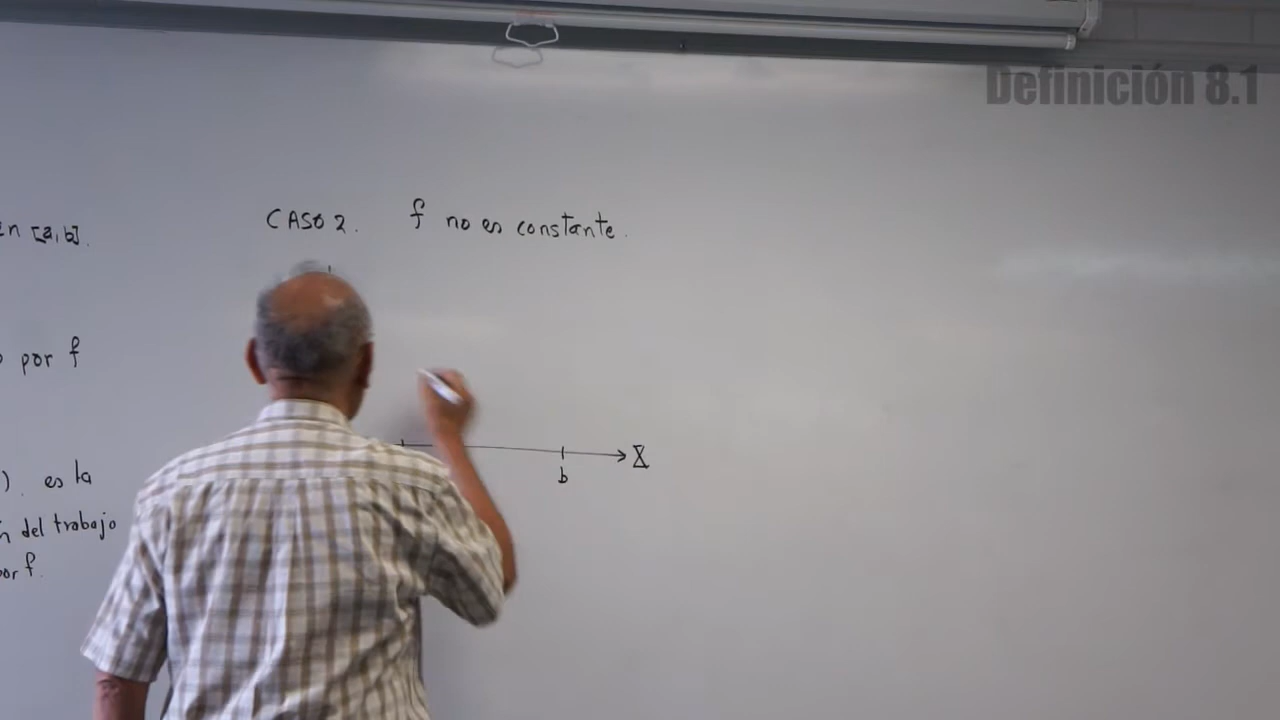 Definición 8.1
en [a,b].
por f
). es la
del trabajo
por f.
CASO 2. f no es constante.
X
b